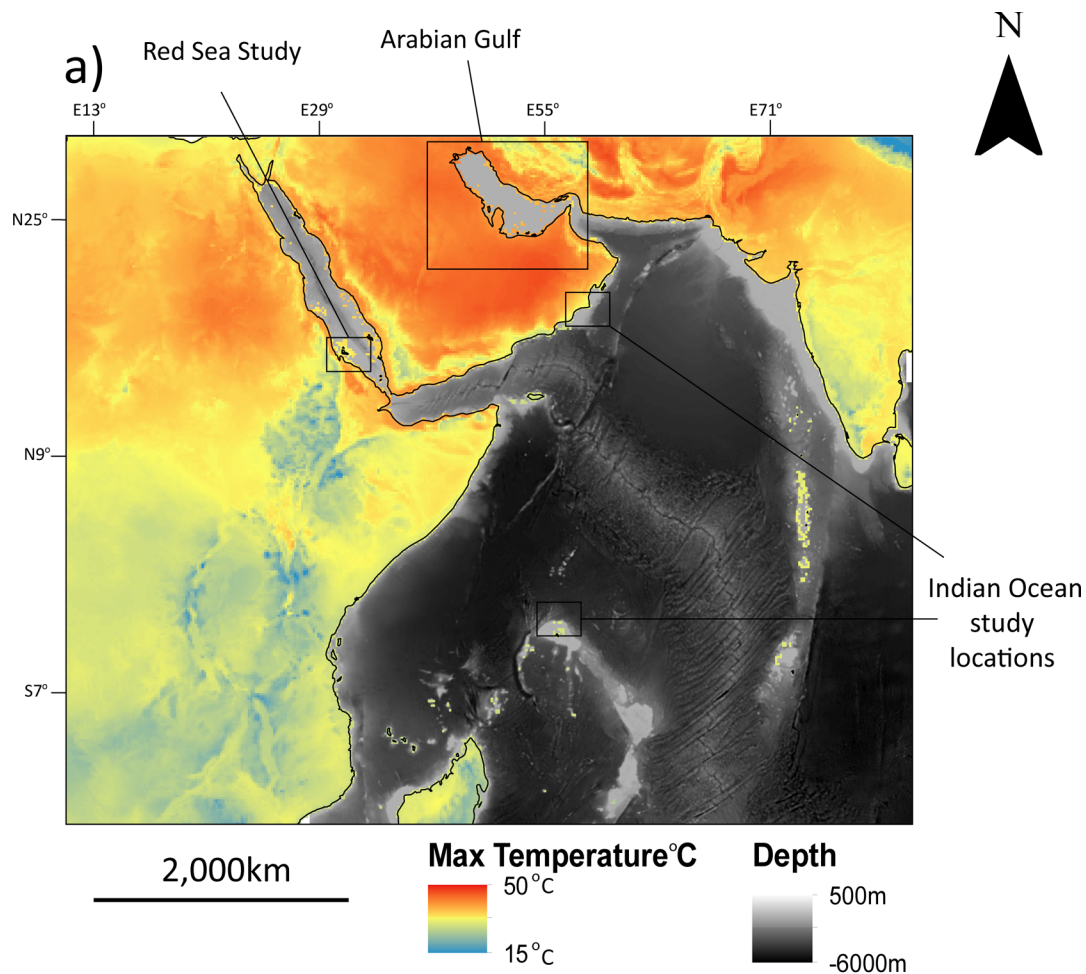 N
Arabian Gulf
Red Sea Study
a)
E13°
E29°
E55°
E71°
N25°
N9°
S7°
Indian Ocean
study
locations
2,000km
Max Temperature°C
50°C
15°C
Depth
500m
-6000m